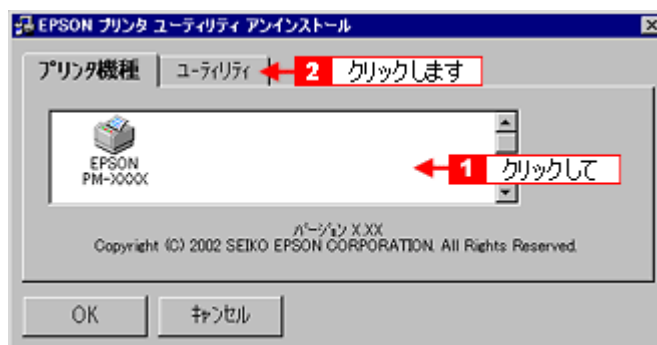 EPSON プリンタ ユーティリティ アンインストール
プリンタ機種 ユーティリティ 2 クリックします
EPSON
PM-XXXX
1 クリックして
バージョン X.XX
Copyright (C) 2002 SEIKO EPSON CORPORATION. All Rights Reserved.
OK キャンセル